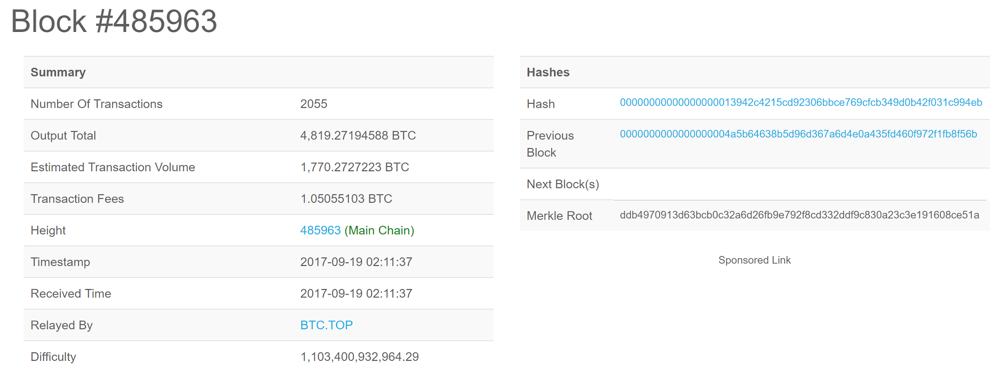 Block #485963
Summary
Number Of Transactions 2055
Output Total 4,819.27194588 BTC
Estimated Transaction Volume 1,770.2727223 BTC
Transaction Fees 1.05055103 BTC
Height 485963 (Main Chain)
Timestamp 2017-09-19 02:11:37
Received Time 2017-09-19 02:11:37
Relayed By BTC.TOP
Difficulty 1,103,400,932,964.29
Hashes
Hash 00000000000000000013942c4215cd92306bbce769cfcb349d0b42f031c994eb
Previous 0000000000000000004a5b64638b5d96d367a6d4e0a435fd460f972f1fb8f56b
Block
Next Block(s)
Merkle Root ddb4970913d63bcb0c32a6d26fb9e792f8cd332ddf9c830a23c3e191608ce51a
Sponsored Link